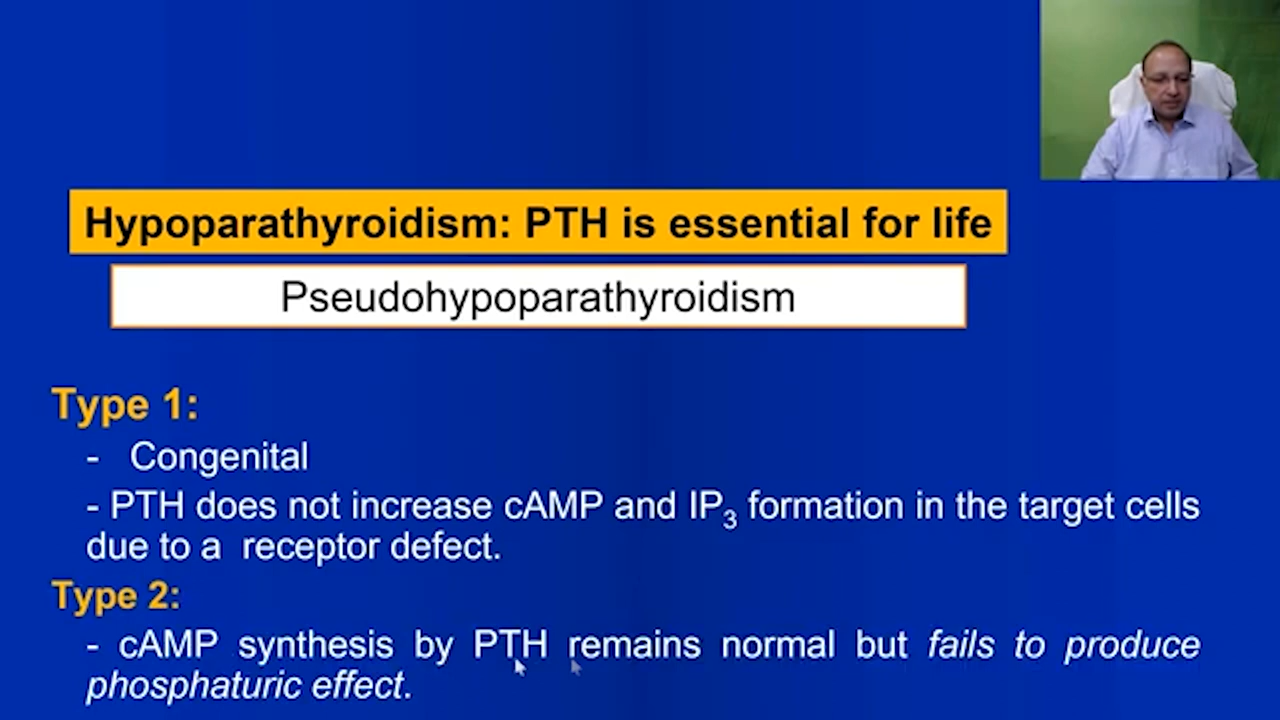 Hypoparathyroidism: PTH is essential for life
Pseudohypoparathyroidism
Type 1:
- Congenital
- PTH does not increase cAMP and IP₃ formation in the target cells
due to a receptor defect.
Type 2:
- cAMP synthesis by PTH remains normal but fails to produce
phosphaturic effect.